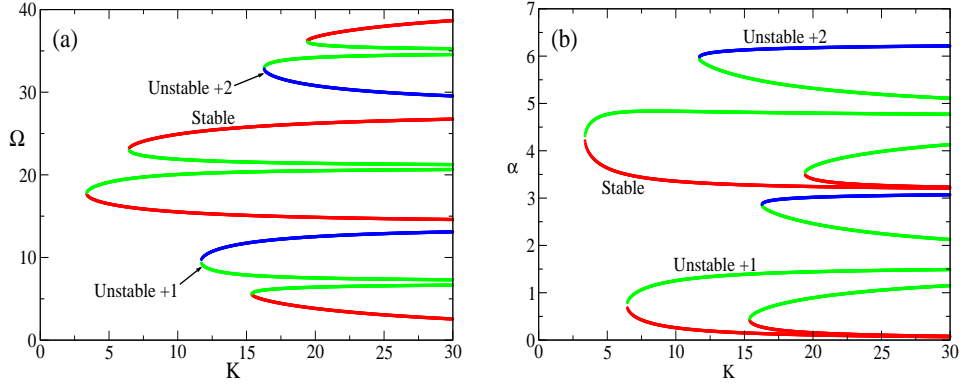 (a)
40
30
20
10
0
Ω
Unstable +2
Stable
Unstable +1
0 5 10 15 20 25 30
K
(b)
7
6
5
4
3
2
1
0
α
Unstable +2
Stable
Unstable +1
0 5 10 15 20 25 30
K